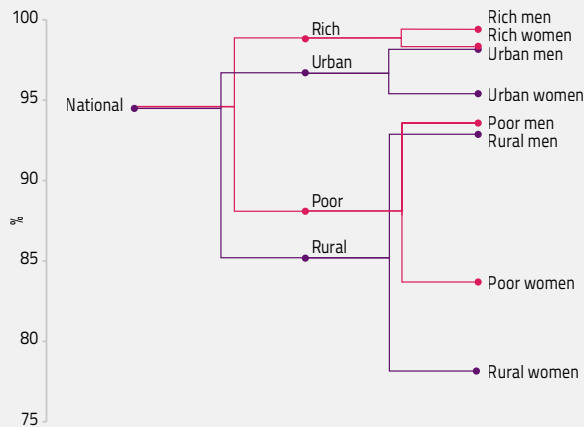 100
95
90
85
80
75
%
National
Rich
Urban
Poor
Rural
Rich men
Rich women
Urban men
Urban women
Poor men
Rural men
Poor women
Rural women